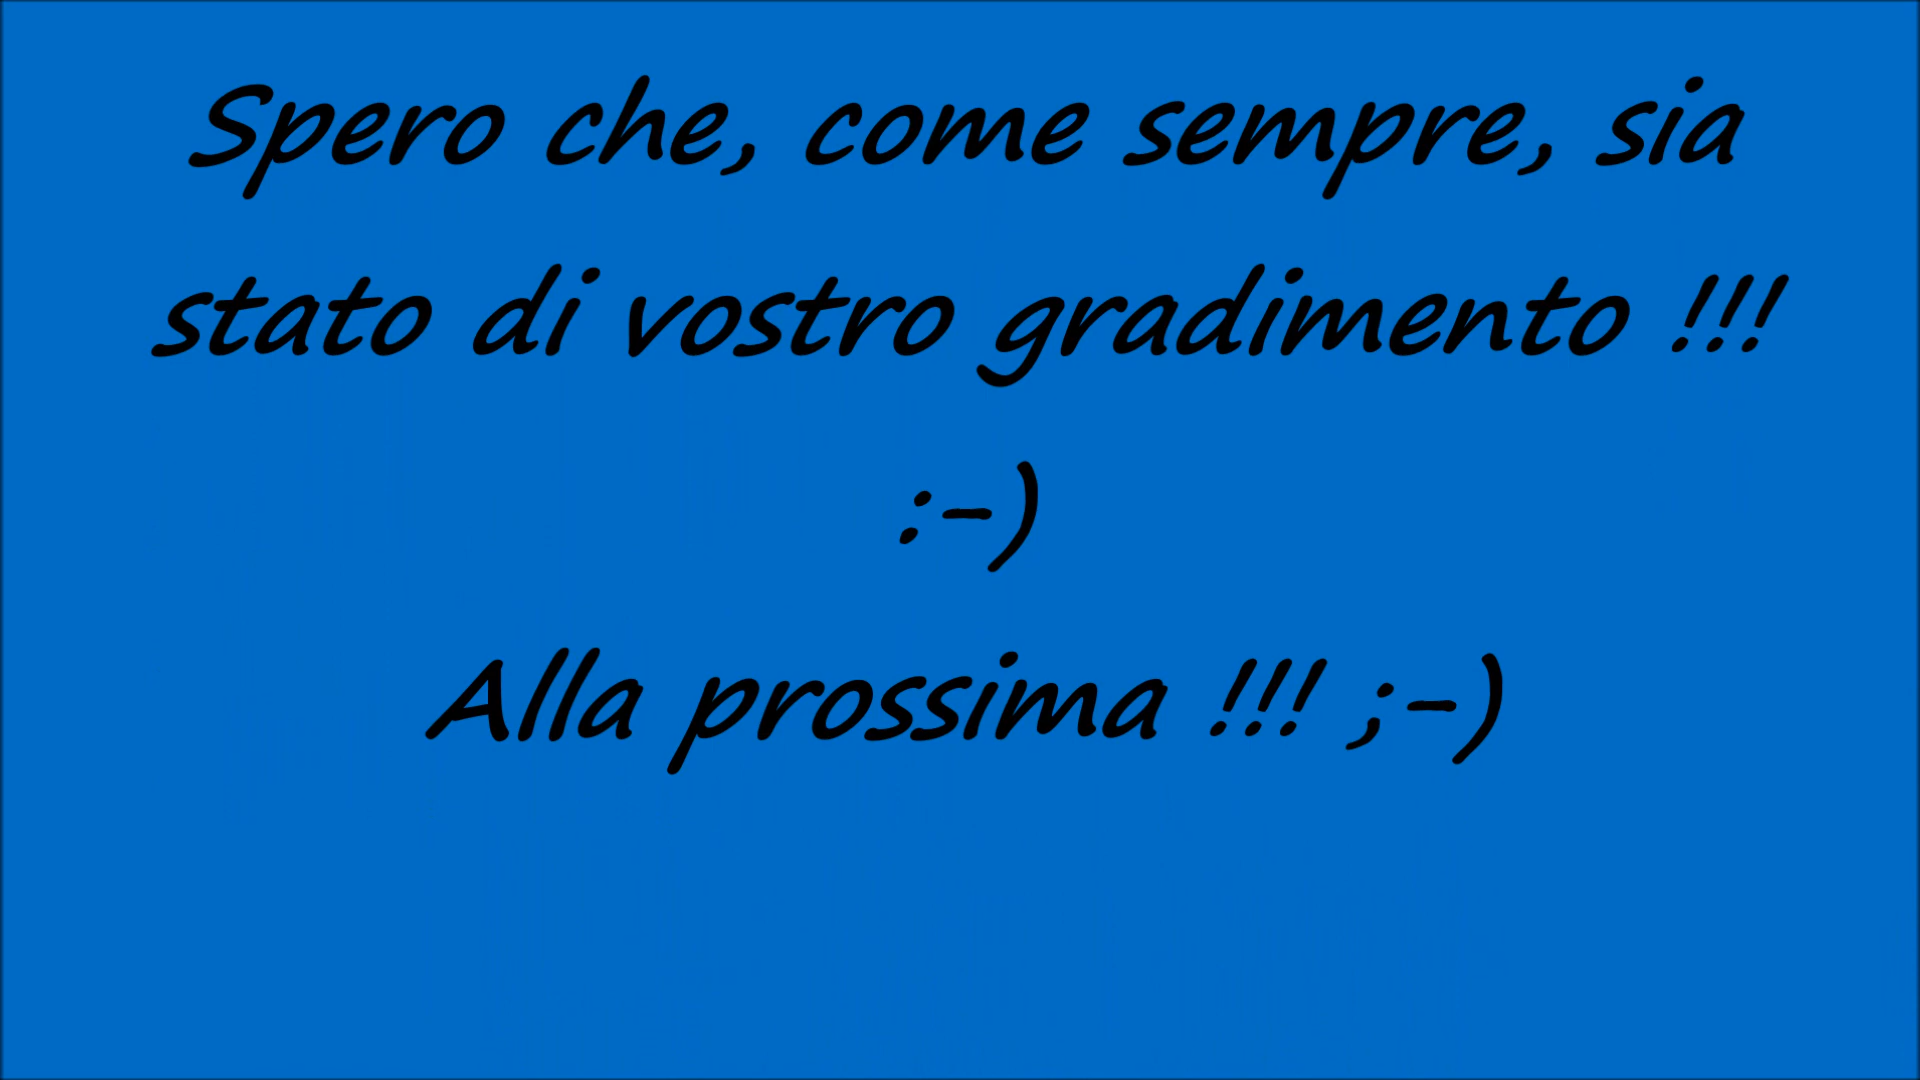 Spero che, come sempre, sia
stato di vostro gradimento !!!
:-)
Alla prossima !!! ;-)